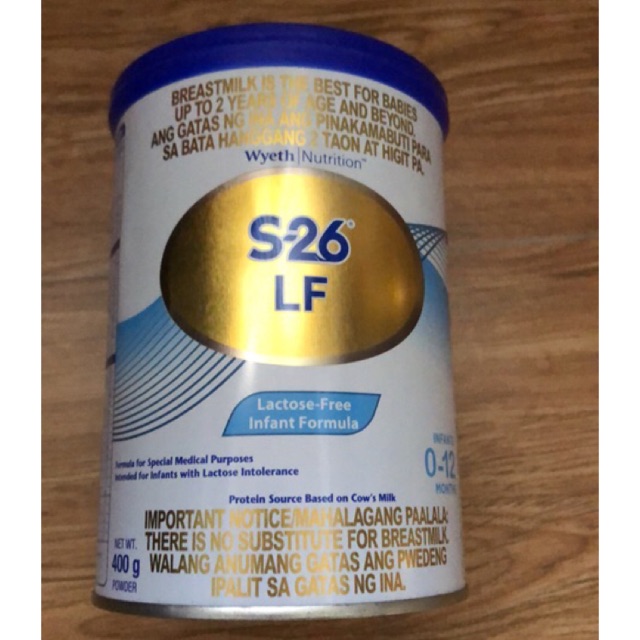 BREASTMILK IS THE BEST FOR BABIES
UP TO 2 YEARS OF AGE AND BEYOND.
ANG GATAS NG INA ANG PINAKAMABUTI PARA
SA BATA HANGGANG 2 TAON AT HIGIT PA.
Wyeth|Nutrition™
S-26®
LF
Lactose-Free
Infant Formula
Formula for Special Medical Purposes
Intended for Infants with Lactose Intolerance
INFANTS
0-12
MONTHS
Protein Source Based on Cow's Milk
IMPORTANT NOTICE/MAHALAGANG PAALALA:
THERE IS NO SUBSTITUTE FOR BREASTMILK.
WALANG ANUMANG GATAS ANG PWEDENG
IPALIT SA GATAS NG INA.
NET WT.
400 g
POWDER